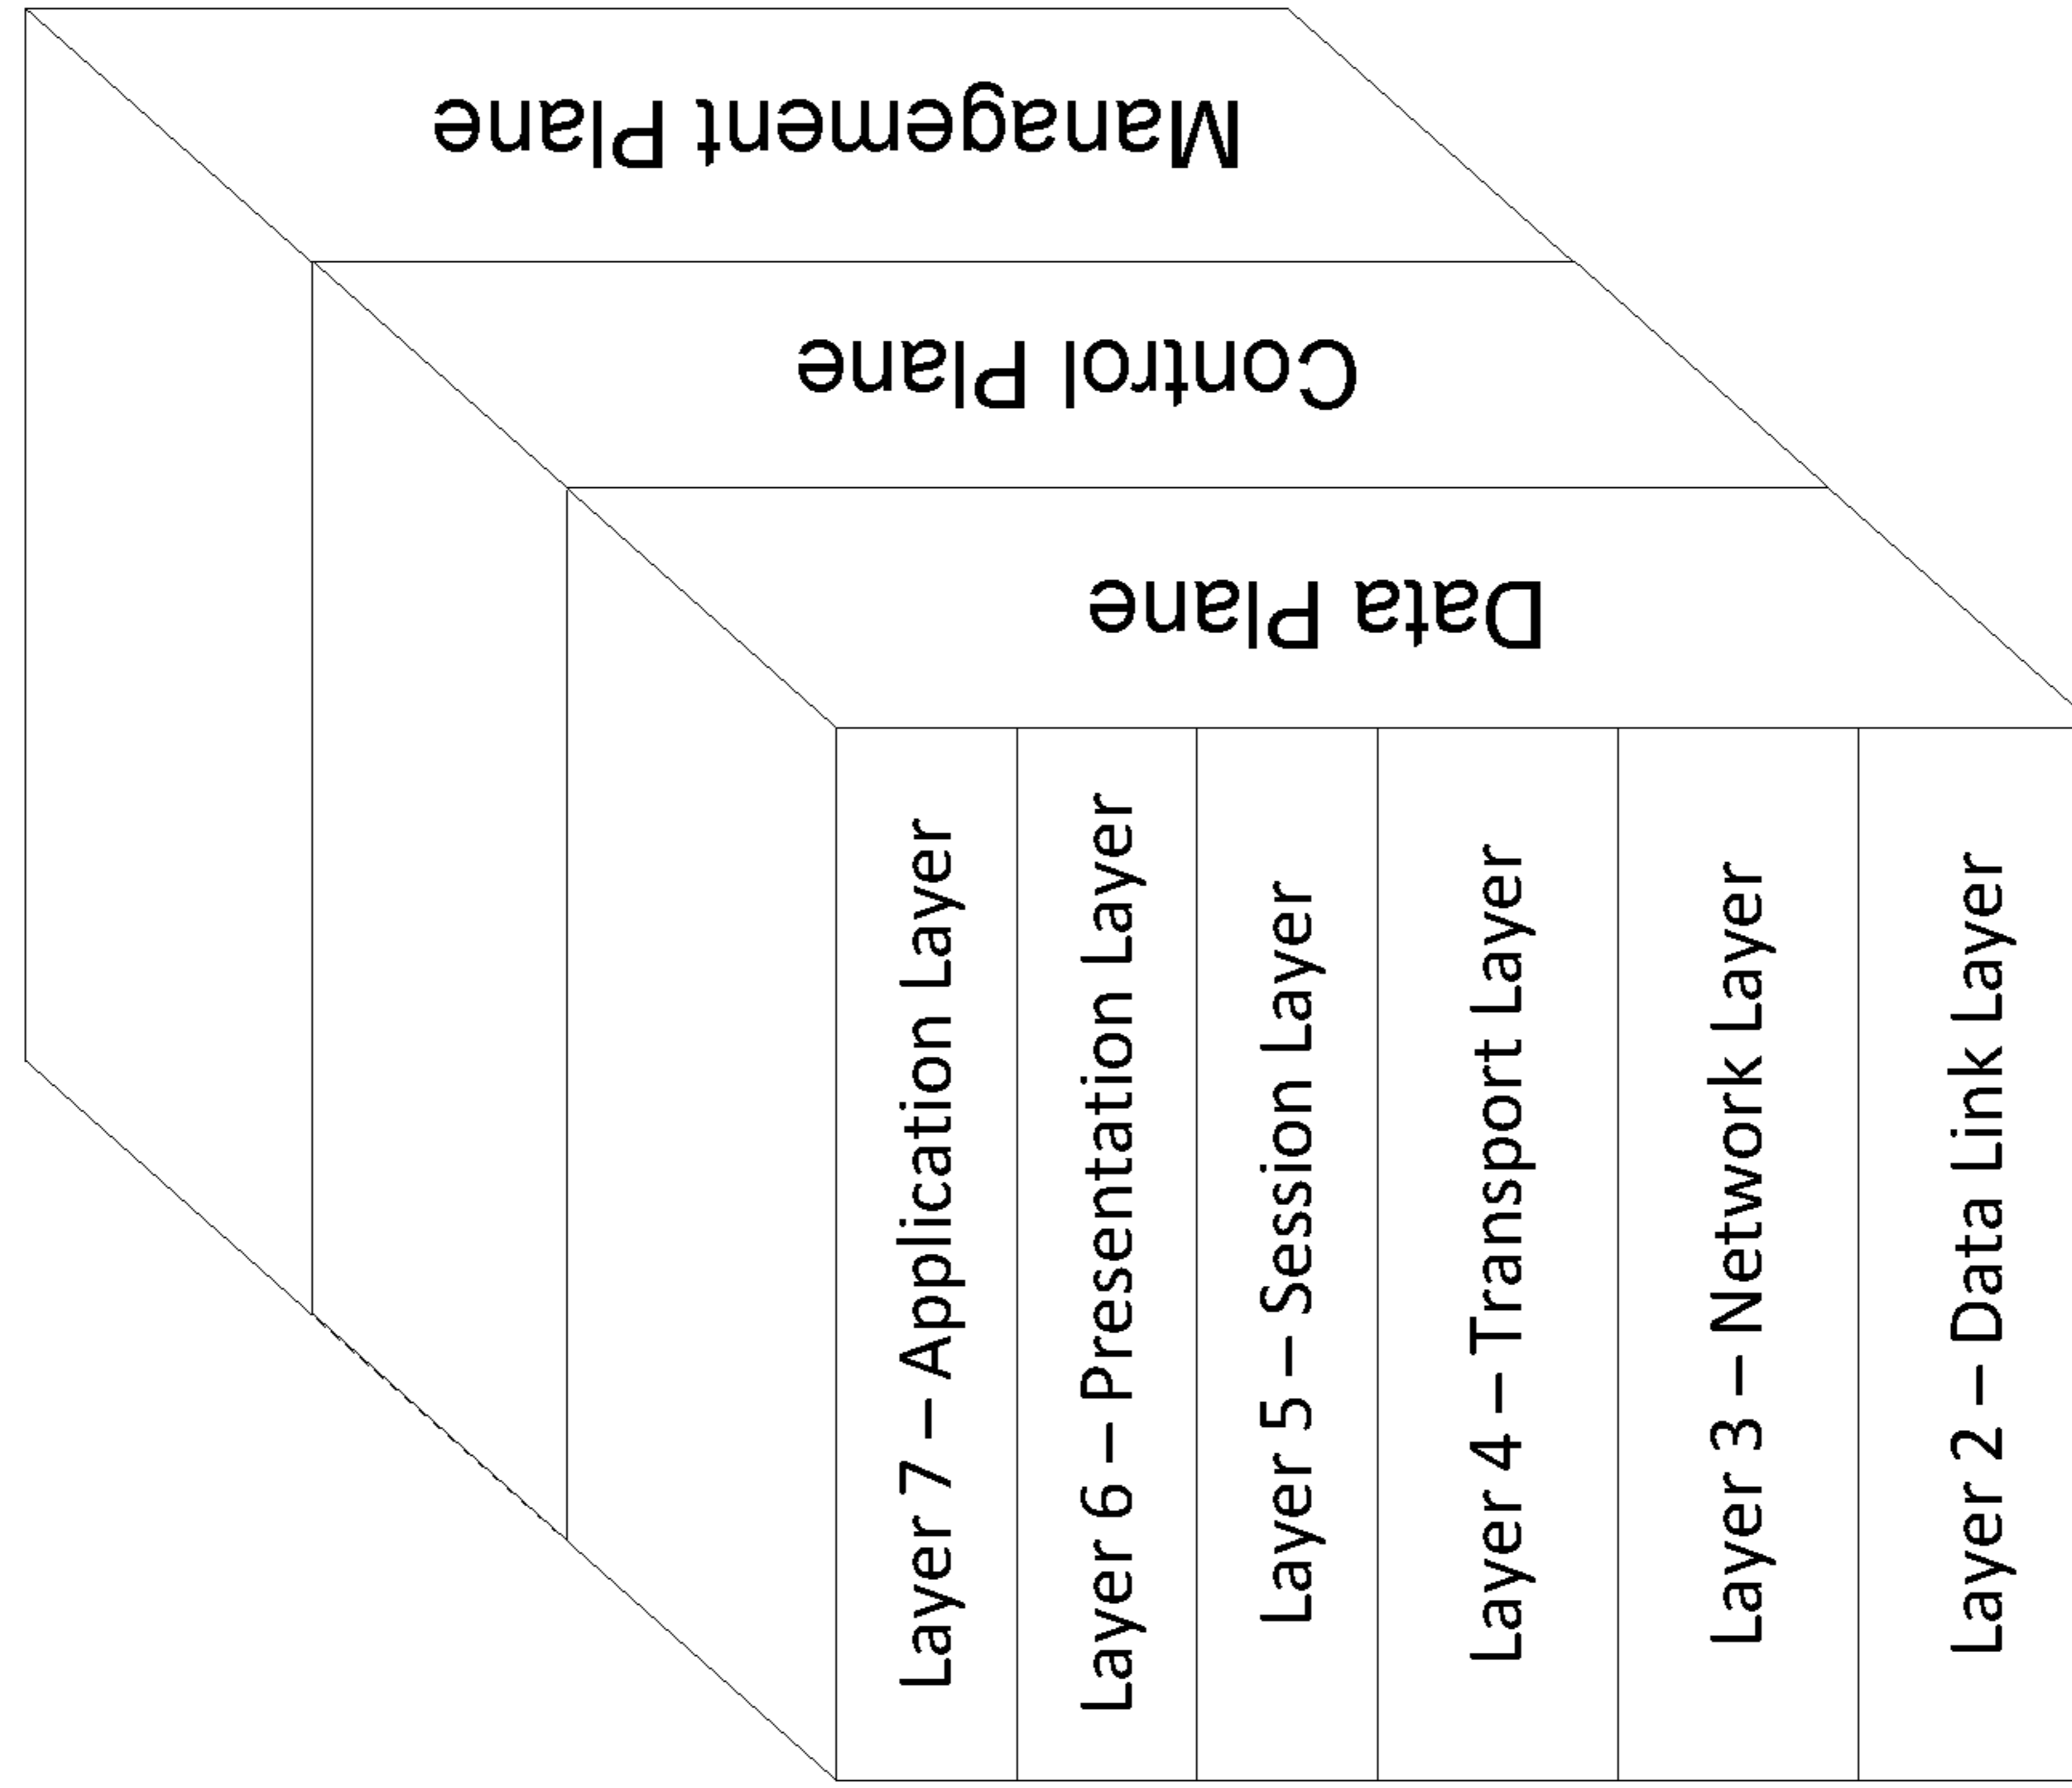 Management Plane
Control Plane
Data Plane
Layer 7 – Application Layer
Layer 6 – Presentation Layer
Layer 5 – Session Layer
Layer 4 – Transport Layer
Layer 3 – Network Layer
Layer 2 – Data Link Layer